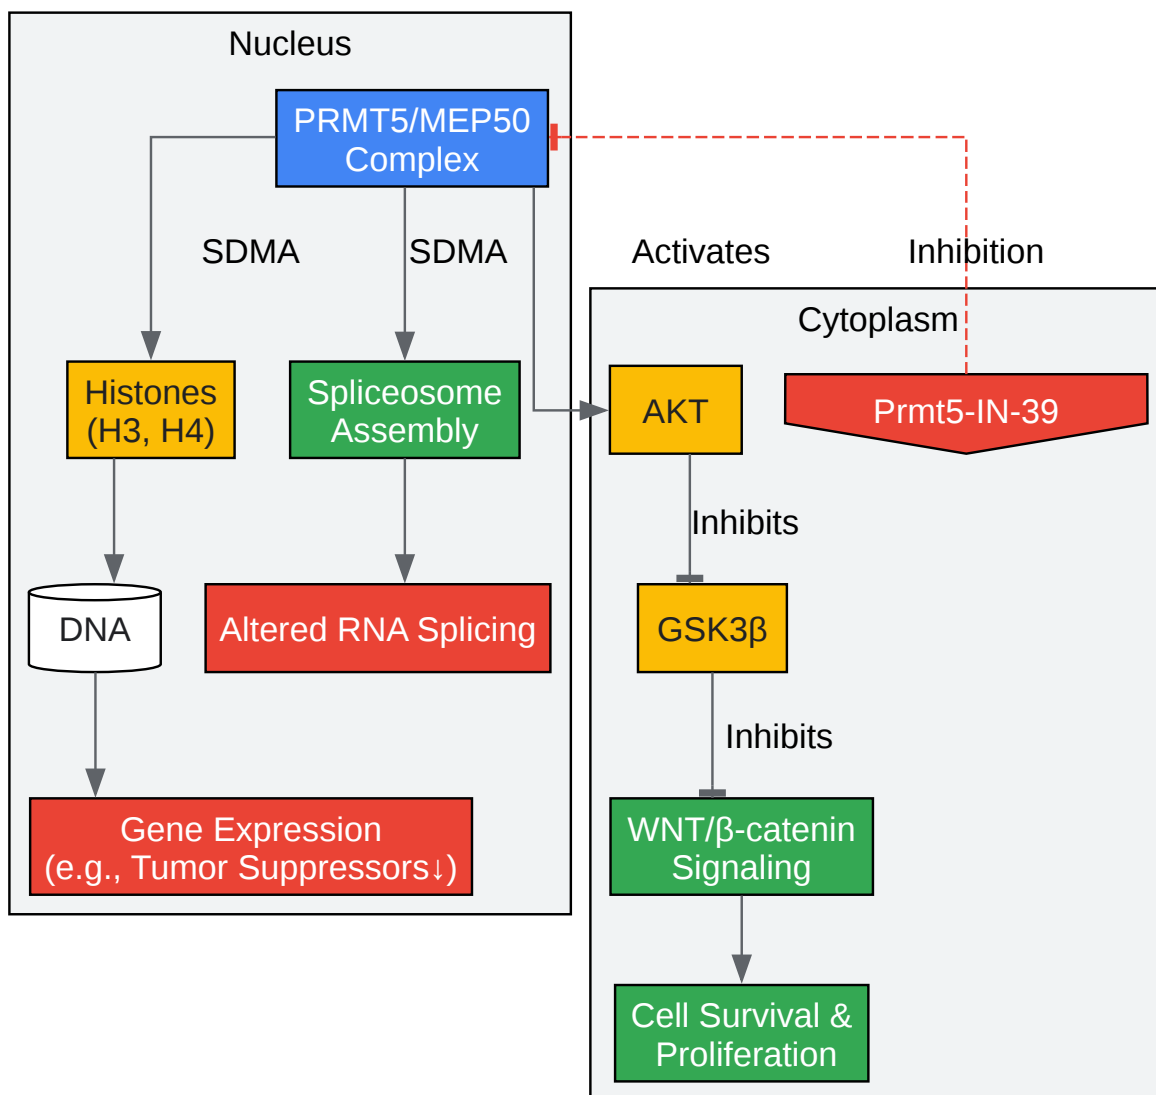 Nucleus
PRMT5/MEP50
Complex
SDMA
SDMA
Activates
Inhibition
Cytoplasm
Histones
(H3, H4)
Spliceosome
Assembly
AKT
Prmt5-IN-39
Inhibits
DNA
Altered RNA Splicing
GSK3β
Inhibits
Gene Expression
(e.g., Tumor Suppressors↓)
WNT/β-catenin
Signaling
Cell Survival &
Proliferation